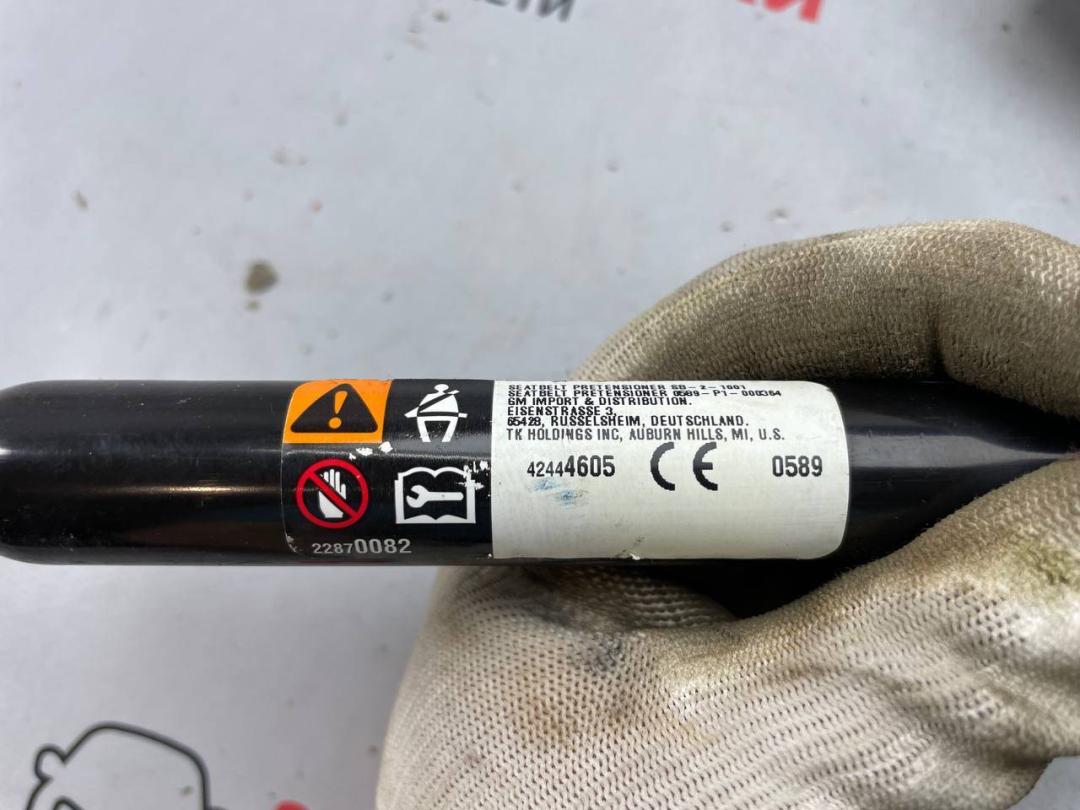 SEATBELT PRETENSIONER SB-2-1001
SEATBELT PRETENSIONER 0589-P1-000364
GM IMPORT & DISTRIBUTION.
EISENSTRASSE 3,
65428, RUSSELSHEIM, DEUTSCHLAND.
TK HOLDINGS INC, AUBURN HILLS, MI, U.S.
42444605 CE 0589
22870082